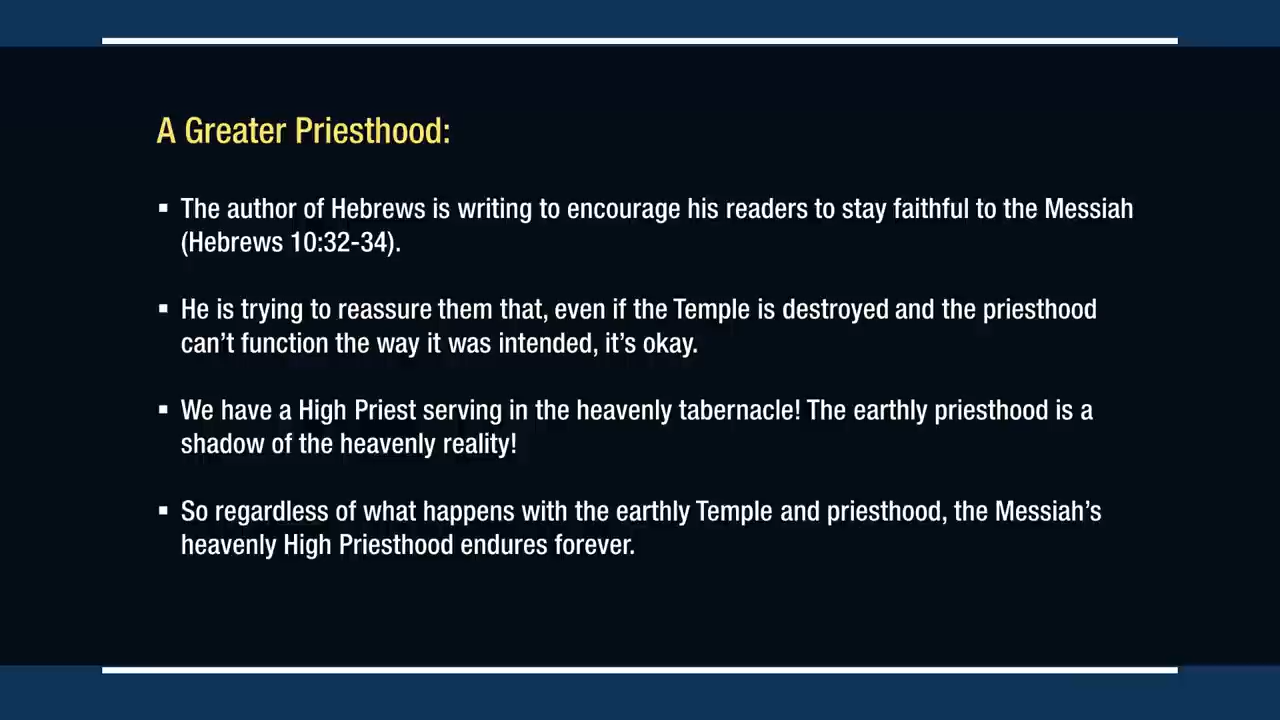 A Greater Priesthood:
▪ The author of Hebrews is writing to encourage his readers to stay faithful to the Messiah
(Hebrews 10:32-34).
▪ He is trying to reassure them that, even if the Temple is destroyed and the priesthood
can’t function the way it was intended, it’s okay.
▪ We have a High Priest serving in the heavenly tabernacle! The earthly priesthood is a
shadow of the heavenly reality!
▪ So regardless of what happens with the earthly Temple and priesthood, the Messiah’s
heavenly High Priesthood endures forever.